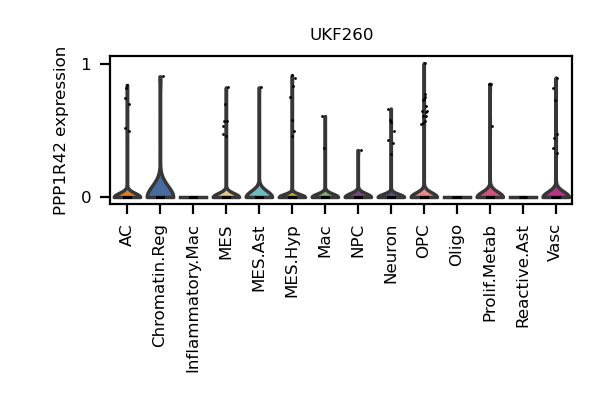 UKF260
PPP1R42 expression
1
0
AC
Chromatin.Reg
Inflammatory.Mac
MES
MES.Ast
MES.Hyp
Mac
NPC
Neuron
OPC
Oligo
Prolif.Metab
Reactive.Ast
Vasc